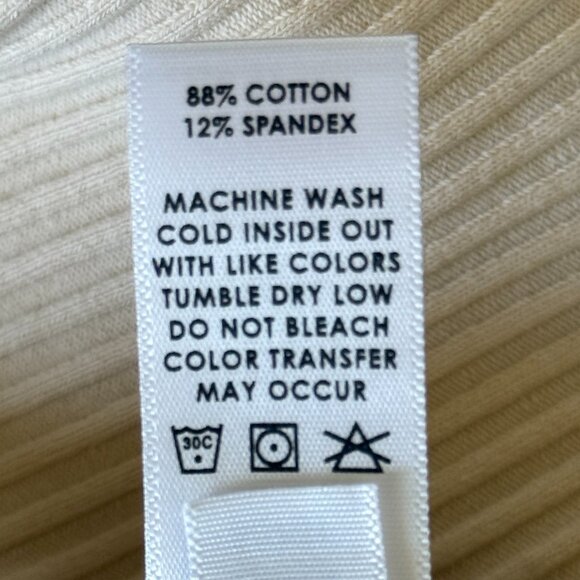 88% COTTON
12% SPANDEX
MACHINE WASH
COLD INSIDE OUT
WITH LIKE COLORS
TUMBLE DRY LOW
DO NOT BLEACH
COLOR TRANSFER
MAY OCCUR
30C